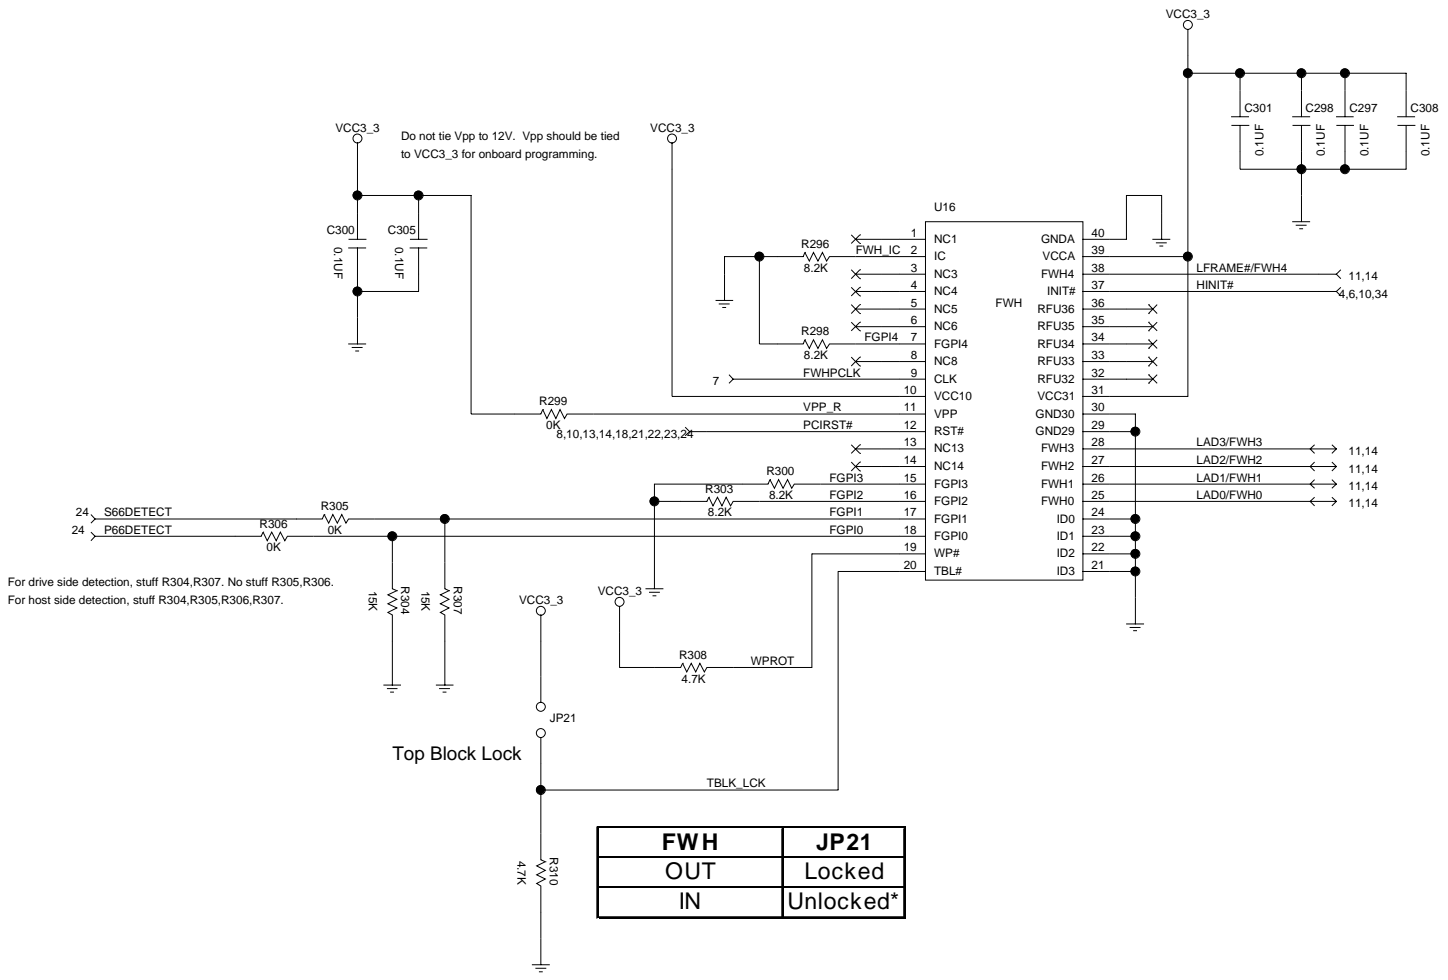 VCC3_3
C301
0.1UF
C298
0.1UF
C297
0.1UF
C308
0.1UF
VCC3_3
Do not tie Vpp to 12V. Vpp should be tied
to VCC3_3 for onboard programming.
VCC3_3
C300
0.1UF
C305
0.1UF
U16
FWH
1 NC1
FWH_IC 2 IC
3 NC3
4 NC4
5 NC5
6 NC6
FGPI4 7 FGPI4
8 NC8
7 FWHPCLK 9 CLK
10 VCC10
VPP_R 11 VPP
8,10,13,14,18,21,22,23,24 PCIRST# 12 RST#
13 NC13
14 NC14
FGPI3 15 FGPI3
FGPI2 16 FGPI2
FGPI1 17 FGPI1
FGPI0 18 FGPI0
19 WP#
20 TBL#
GNDA 40
VCCA 39
FWH4 38 LFRAME#/FWH4 11,14
INIT# 37 HINIT# 4,6,10,34
RFU36 36
RFU35 35
RFU34 34
RFU33 33
RFU32 32
VCC31 31
GND30 30
GND29 29
FWH3 28 LAD3/FWH3 11,14
FWH2 27 LAD2/FWH2 11,14
FWH1 26 LAD1/FWH1 11,14
FWH0 25 LAD0/FWH0 11,14
ID0 24
ID1 23
ID2 22
ID3 21
R296
8.2K
R298
8.2K
R299
0K
R300
8.2K
R303
8.2K
24 S66DETECT
R305
0K
24 P66DETECT
R306
0K
For drive side detection, stuff R304,R307. No stuff R305,R306.
For host side detection, stuff R304,R305,R306,R307.
R304
15K
R307
15K
VCC3_3
VCC3_3
R308
4.7K
WPROT
JP21
Top Block Lock
TBLK_LCK
R310
4.7K
FWH JP21
OUT Locked
IN Unlocked*